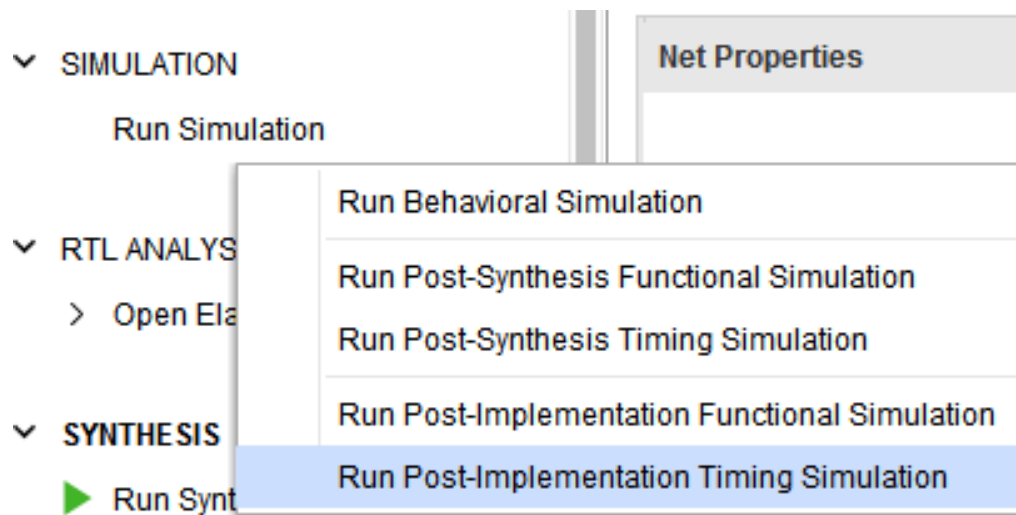 SIMULATION
Net Properties
Run Simulation
Run Behavioral Simulation
RTL ANALYS
Run Post-Synthesis Functional Simulation
Open Ela
Run Post-Synthesis Timing Simulation
Run Post-Implementation Functional Simulation
SYNTHESIS
Run Post-Implementation Timing Simulation
Run Synt